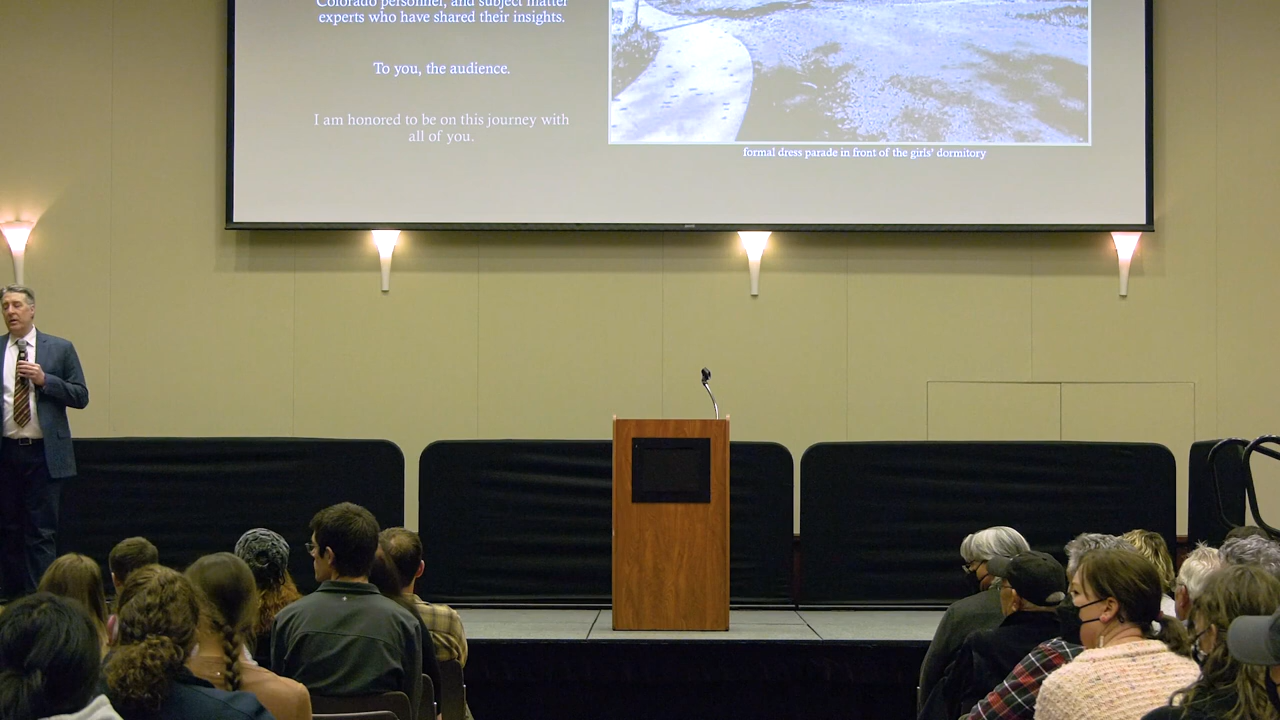 Colorado personnel, and subject matter
experts who have shared their insights.
To you, the audience.
I am honored to be on this journey with
all of you.
formal dress parade in front of the girls' dormitory